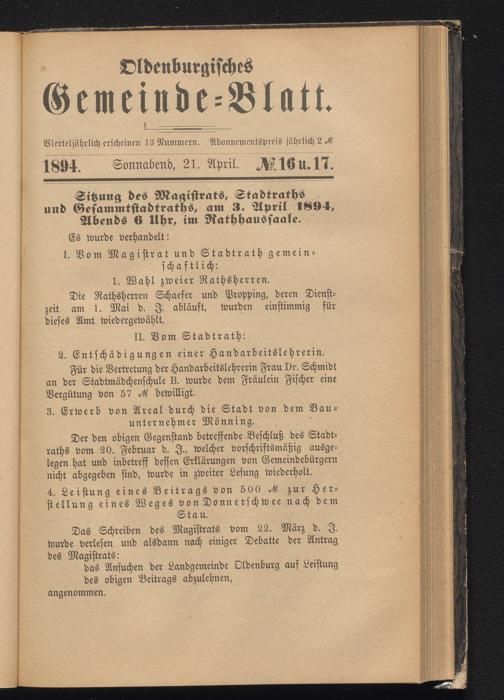 Oldenburgisches
Gemeinde=Blatt.
Vierteljährlich erscheinen 13 Nummern. Abonnementspreis jährlich 2 ℳ
1894. Sonnabend, 21. April. №. 16 u. 17.
Sitzung des Magistrats, Stadtraths
und Gesammtstadtraths, am 3. April 1894,
Abends 6 Uhr, im Rathhaussaale.
Es wurde verhandelt:
I. Vom Magistrat und Stadtrath gemein=
schaftlich:
1. Wahl zweier Rathsherren.
Die Rathsherren Schaefer und Propping, deren Dienst=
zeit am 1. Mai d. J. abläuft, wurden einstimmig für
dieses Amt wiedergewählt.
II. Vom Stadtrath:
2. Entschädigungen einer Handarbeitslehrerin.
Für die Vertretung der Handarbeitslehrerin Frau Dr. Schmidt
an der Stadtmädchenschule B. wurde dem Fräulein Fischer eine
Vergütung von 57 ℳ bewilligt.
3. Erwerb von Areal durch die Stadt von dem Bau=
unternehmer Mönning.
Der den obigen Gegenstand betreffende Beschluß des Stadt=
raths vom 20. Februar d. J., welcher vorschriftsmäßig ausge=
legen hat und inbetreff dessen Erklärungen von Gemeindebürgern
nicht abgegeben sind, wurde in zweiter Lesung wiederholt.
4. Leistung eines Beitrags von 500 ℳ zur Her=
stellung eines Weges von Donnerschwee nach dem
Stau.
Das Schreiben des Magistrats vom 22. März d. J.
wurde verlesen und alsdann nach einiger Debatte der Antrag
des Magistrats:
das Ansuchen der Landgemeinde Oldenburg auf Leistung
des obigen Beitrags abzulehnen,
angenommen.